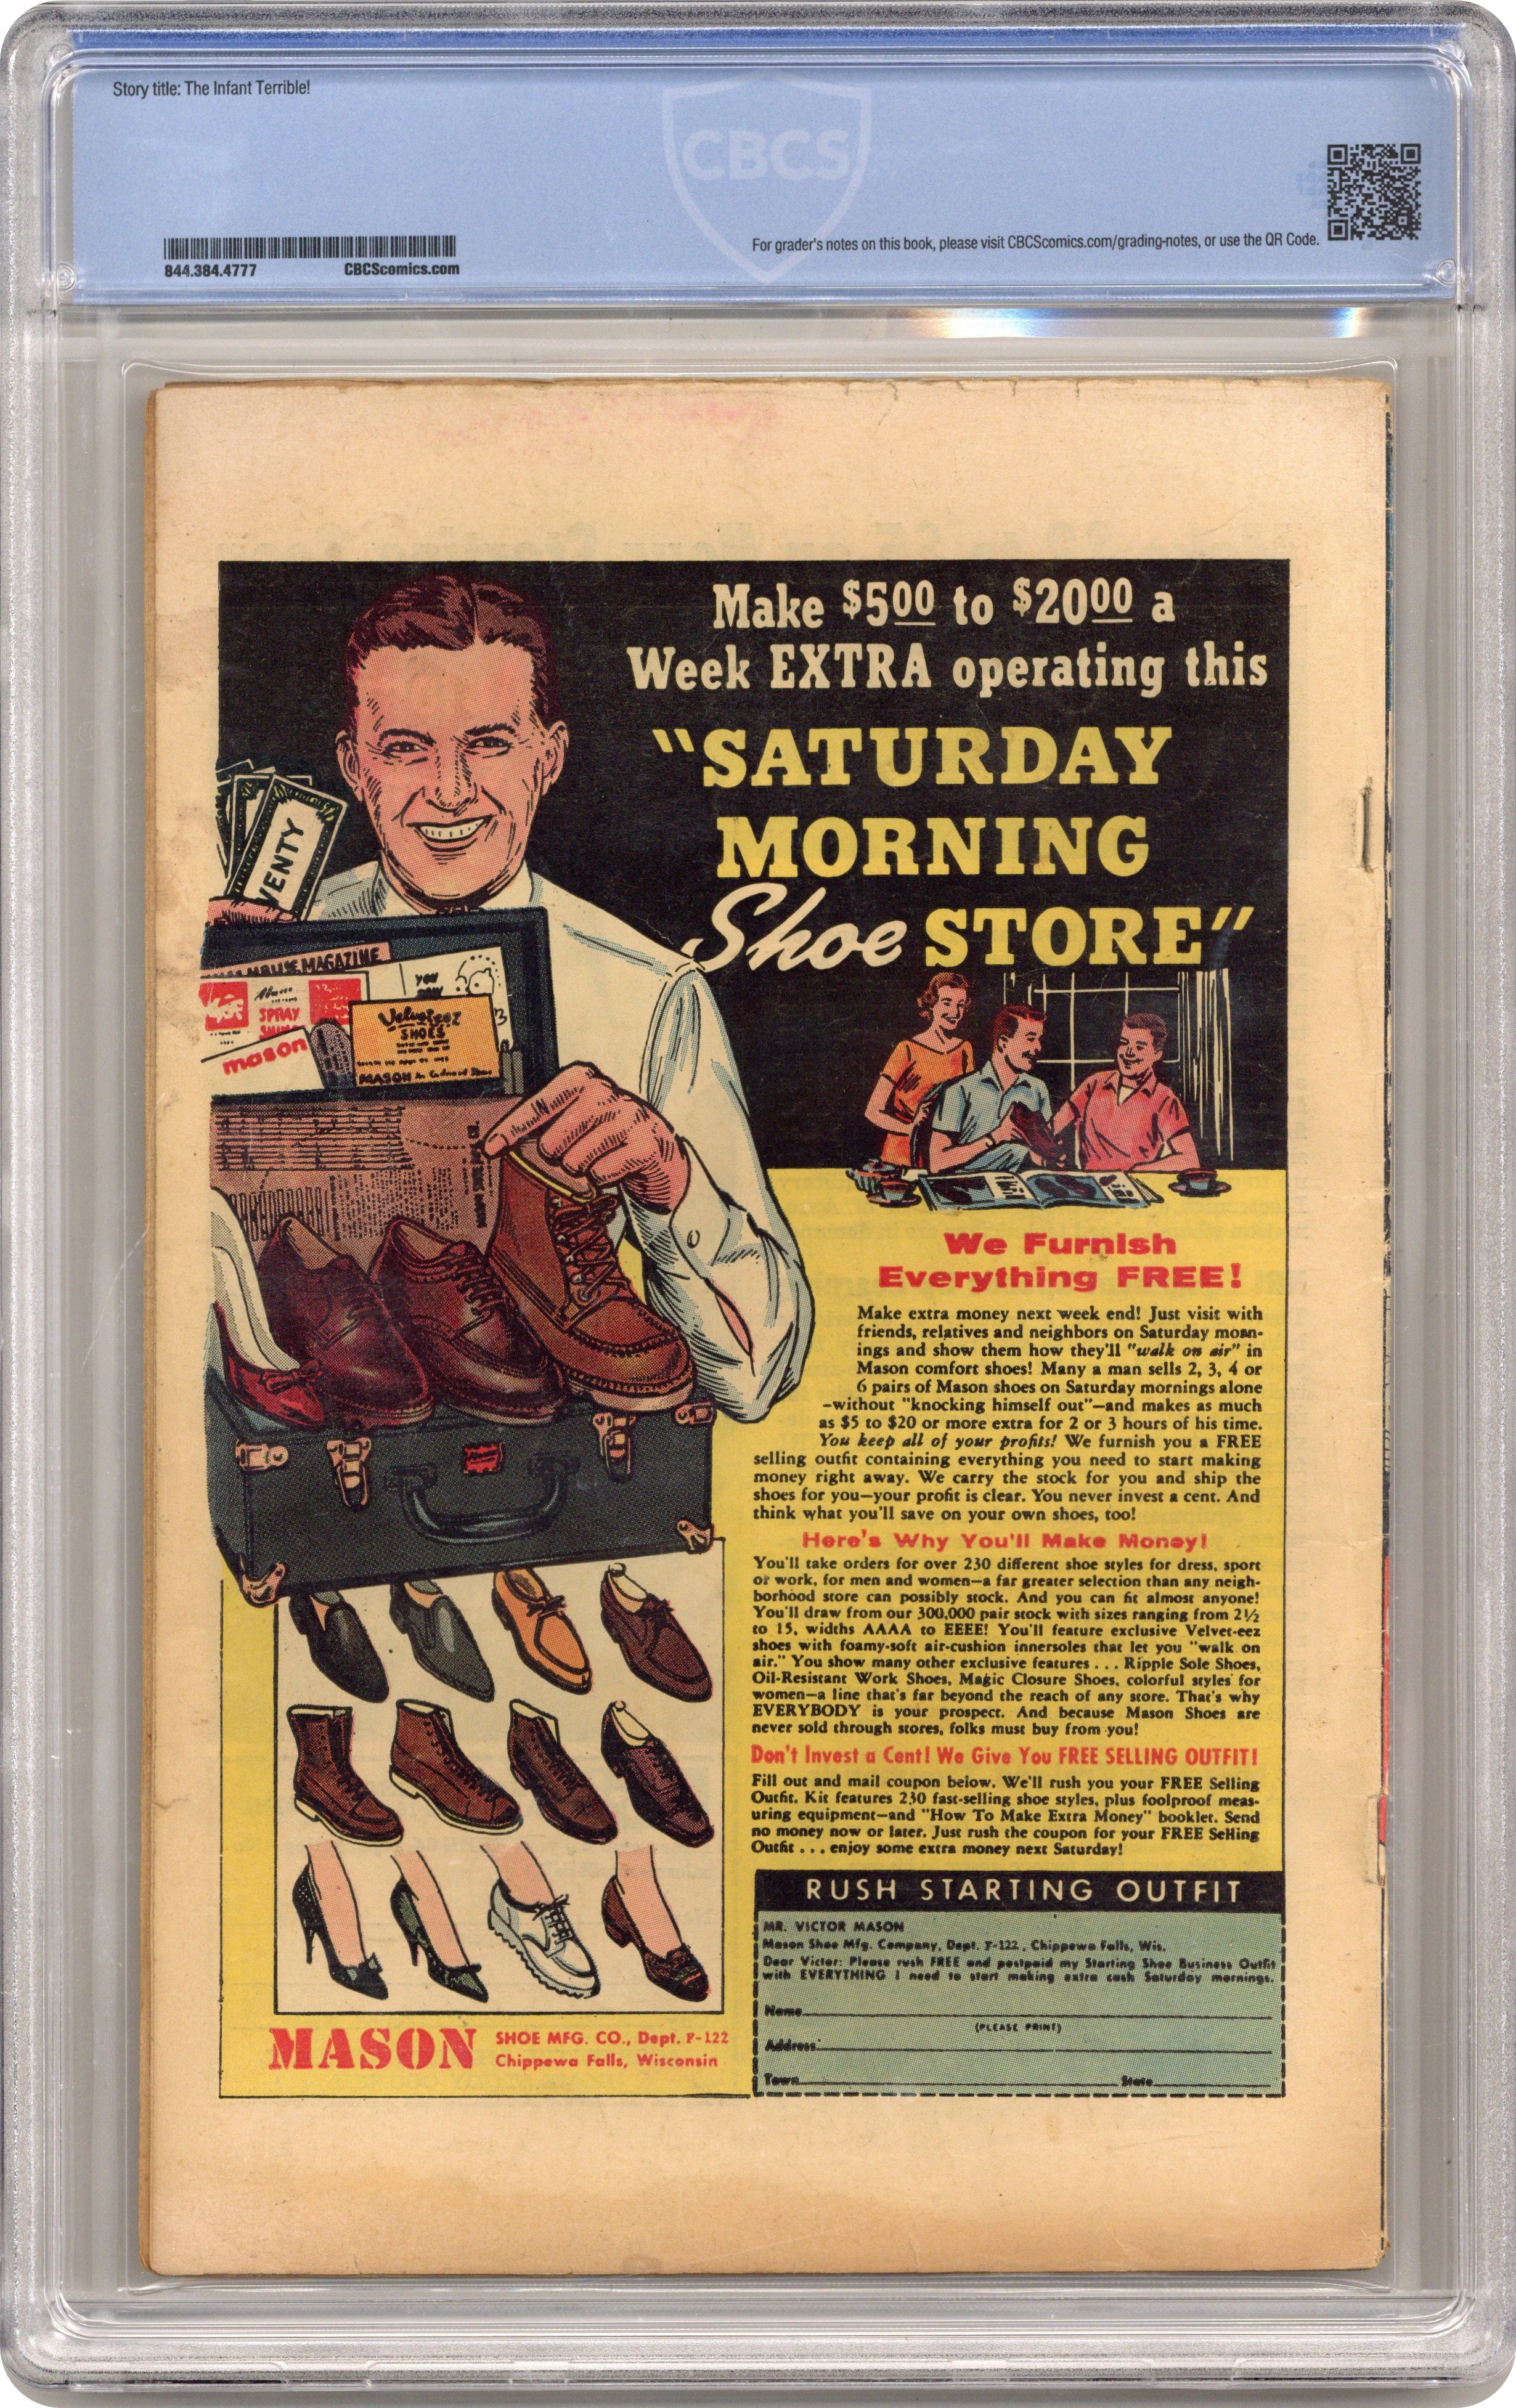 Story title: The Infant Terrible!
CBCS
844.384.4777
CBCScomics.com
For grader's notes on this book, please visit CBCScomics.com/grading-notes, or use the QR Code.
Make $500 to $2000 a
Week EXTRA operating this
"SATURDAY
MORNING
Shoe STORE"
VENTY
MAGAZINE
YOU
SPRAY
mason
Velveteez
SHOES
MASON
We Furnish
Everything FREE!
Make extra money next week end! Just visit with
friends, relatives and neighbors on Saturday morn-
ings and show them how they'll "walk on air" in
Mason comfort shoes! Many a man sells 2, 3, 4 or
6 pairs of Mason shoes on Saturday mornings alone
-without "knocking himself out"—and makes as much
as $5 to $20 or more extra for 2 or 3 hours of his time.
You keep all of your profits! We furnish you a FREE
selling outfit containing everything you need to start making
money right away. We carry the stock for you and ship the
shoes for you—your profit is clear. You never invest a cent. And
think what you'll save on your own shoes, too!
Here's Why You'll Make Money!
You'll take orders for over 230 different shoe styles for dress, sport
or work, for men and women—a far greater selection than any neigh-
borhood store can possibly stock. And you can fit almost anyone!
You'll draw from our 300,000 pair stock with sizes ranging from 2½
to 15, widths AAAA to EEEE! You'll feature exclusive Velvet-eez
shoes with foamy-soft air-cushion innersoles that let you "walk on
air." You show many other exclusive features . . . Ripple Sole Shoes,
Oil-Resistant Work Shoes, Magic Closure Shoes, colorful styles for
women—a line that's far beyond the reach of any store. That's why
EVERYBODY is your prospect. And because Mason Shoes are
never sold through stores, folks must buy from you!
Don't Invest a Cent! We Give You FREE SELLING OUTFIT!
Fill out and mail coupon below. We'll rush you your FREE Selling
Outfit. Kit features 230 fast-selling shoe styles, plus foolproof meas-
uring equipment—and "How To Make Extra Money" booklet. Send
no money now or later. Just rush the coupon for your FREE Selling
Outfit . . . enjoy some extra money next Saturday!
RUSH STARTING OUTFIT
MR. VICTOR MASON
Mason Shoe Mfg. Company, Dept. F-122, Chippewa Falls, Wis.
Dear Victor: Please rush FREE and postpaid my Starting Shoe Business Outfit
with EVERYTHING I need to start making extra cash Saturday mornings.
Name
(PLEASE PRINT)
Address
Town State
MASON
SHOE MFG. CO., Dept. F-122
Chippewa Falls, Wisconsin